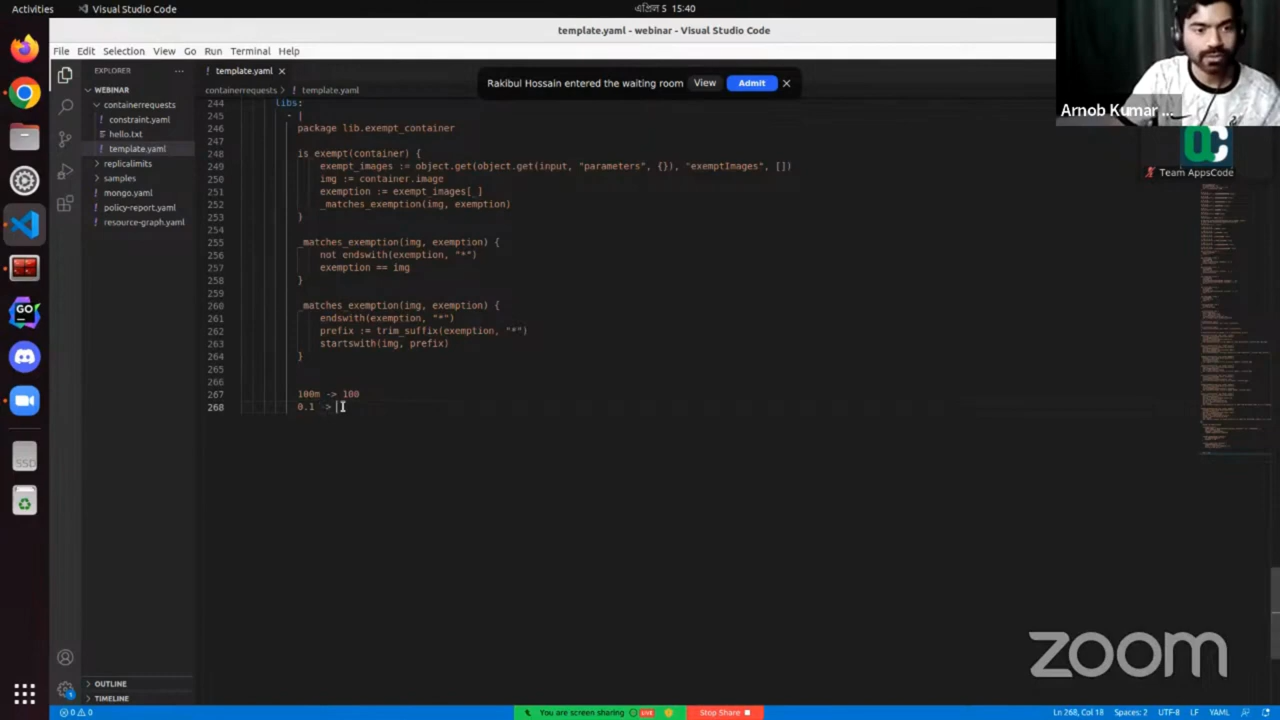 Activities
Visual Studio Code
এপ্রিল 5 15:40
template.yaml - webinar - Visual Studio Code
File Edit Selection View Go Run Terminal Help
EXPLORER
template.yaml
WEBINAR
containerrequests
constraint.yaml
hello.txt
template.yaml
replicalimits
samples
mongo.yaml
policy-report.yaml
resource-graph.yaml
OUTLINE
TIMELINE
containerrequests > template.yaml
Rakibul Hossain entered the waiting room View Admit
Arnob Kumar ...
Team AppsCode
244 libs:
245 - |
246 package lib.exempt_container
247
248 is_exempt(container) {
249 exempt_images := object.get(object.get(input, "parameters", {}), "exemptImages", [])
250 img := container.image
251 exemption := exempt_images[_]
252 _matches_exemption(img, exemption)
253 }
254
255 _matches_exemption(img, exemption) {
256 not endswith(exemption, "*")
257 exemption == img
258 }
259
260 _matches_exemption(img, exemption) {
261 endswith(exemption, "*")
262 prefix := trim_suffix(exemption, "*")
263 startswith(img, prefix)
264 }
265
266
267 100m -> 100
268 0.1 ->
GO
SSD
zoom
0 0
You are screen sharing LIVE
Stop Share
Ln 268, Col 18 Spaces: 2 UTF-8 LF YAML